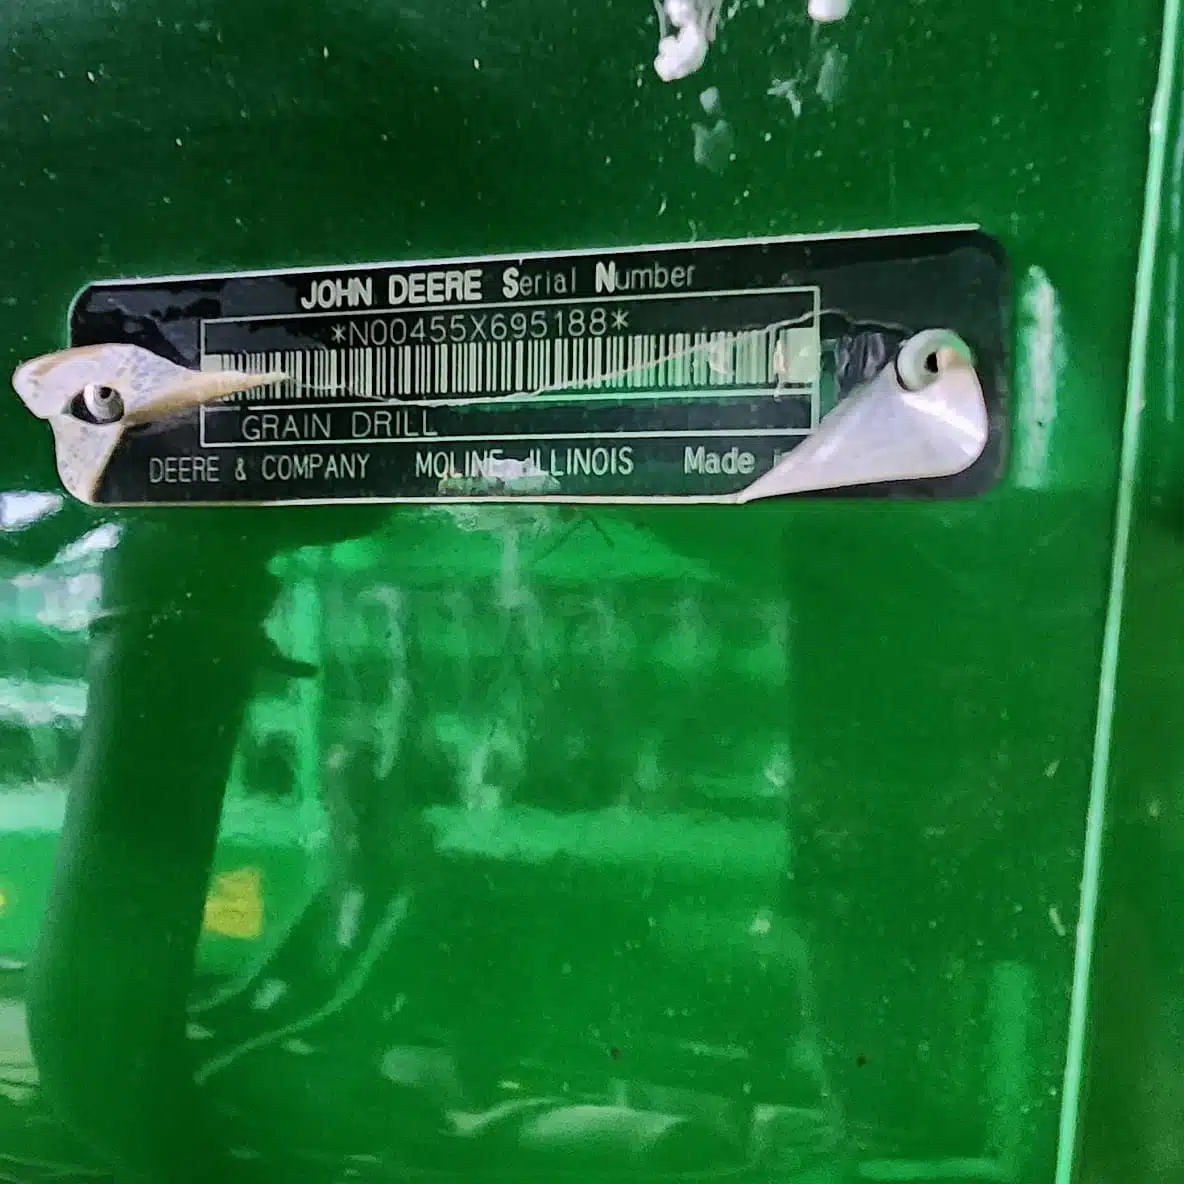 JOHN DEERE Serial Number
*N00455X695188*
GRAIN DRILL
DEERE & COMPANY MOLINE ILLINOIS Made